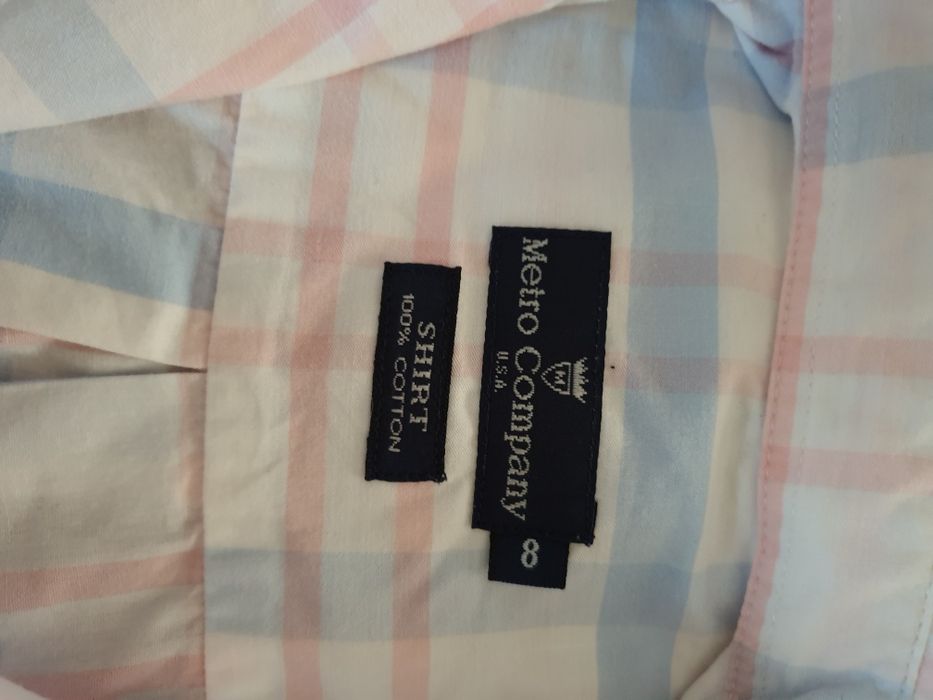 Metro Company
U.S.A.
8
SHIRT
100% COTTON